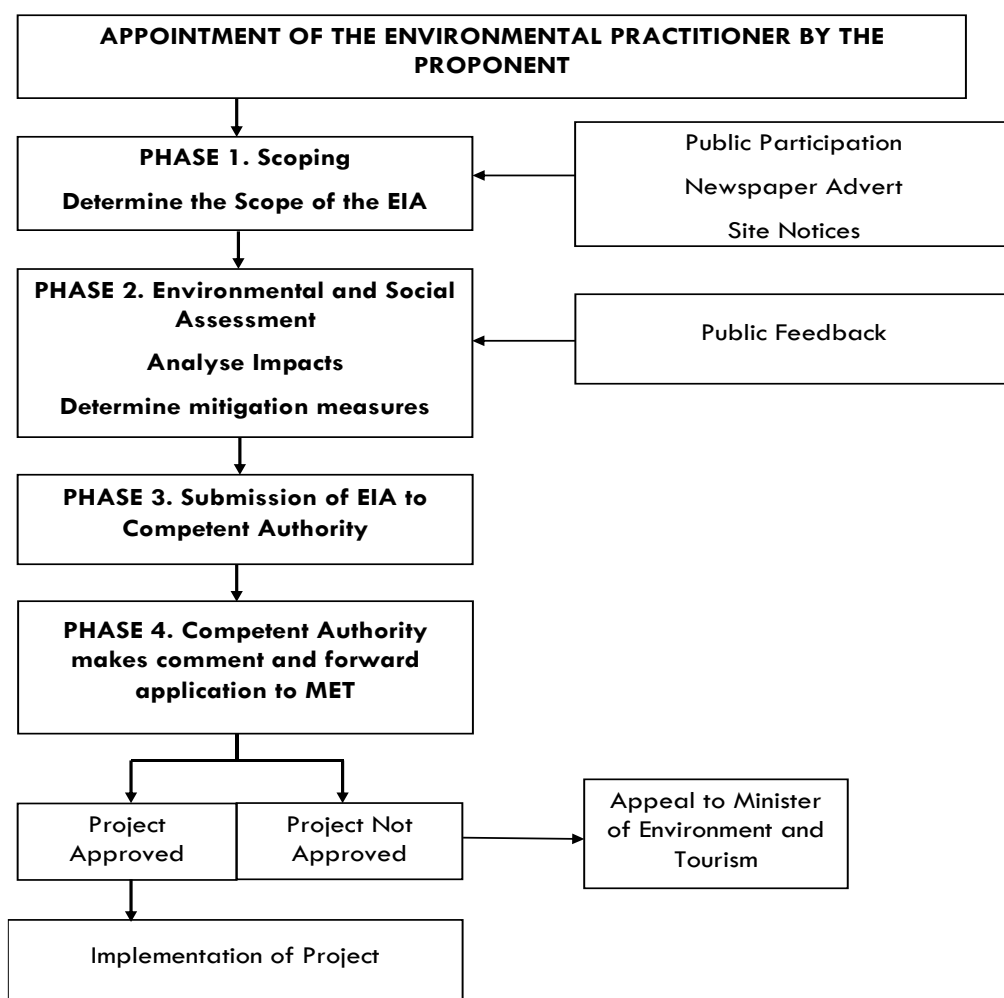 APPOINTMENT OF THE ENVIRONMENTAL PRACTITIONER BY THE
PROPONENT
PHASE 1. Scoping
Determine the Scope of the EIA
Public Participation
Newspaper Advert
Site Notices
PHASE 2. Environmental and Social
Assessment
Analyse Impacts
Determine mitigation measures
Public Feedback
PHASE 3. Submission of EIA to
Competent Authority
PHASE 4. Competent Authority
makes comment and forward
application to MET
Project
Approved
Project Not
Approved
Appeal to Minister
of Environment and
Tourism
Implementation of Project